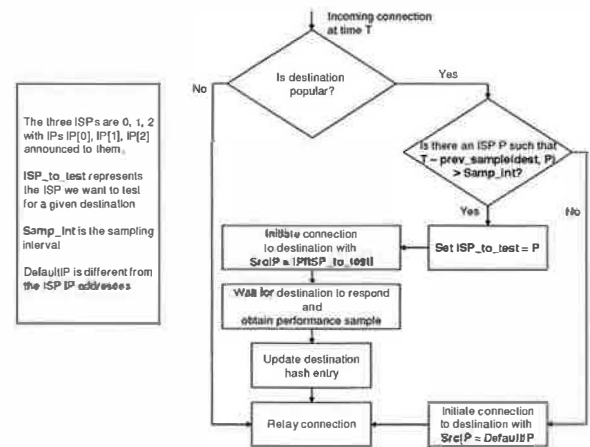 Incoming connection
at time T
Is destination
popular?
No
Yes
Is there an ISP P such that
T – prev_sample(dest, P)
> Samp_int?
Yes
No
Set ISP_to_test = P
Initiate connection
to destination with
SrcIP = IP[ISP_to_test]
Wait for destination to respond
and
obtain performance sample
Update destination
hash entry
Relay connection
Initiate connection
to destination with
SrcIP = DefaultIP
The three ISPs are 0, 1, 2
with IPs IP[0], IP[1], IP[2]
announced to them.
ISP_to_test represents
the ISP we want to test
for a given destination
Samp_int is the sampling
interval
DefaultIP is different from
the ISP IP addresses